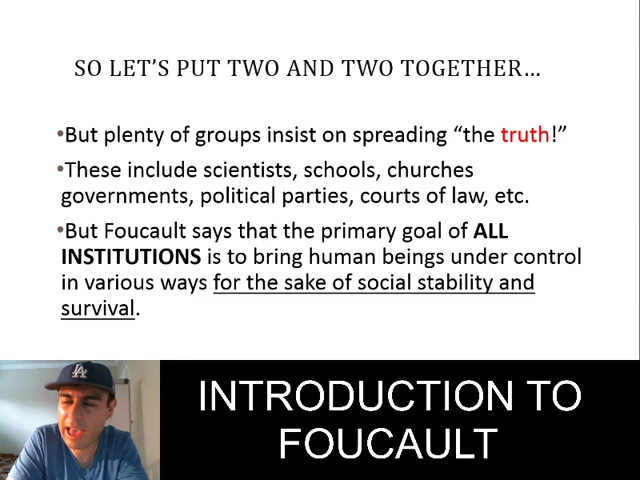 SO LET’S PUT TWO AND TWO TOGETHER…
•But plenty of groups insist on spreading “the truth!”
•These include scientists, schools, churches
governments, political parties, courts of law, etc.
•But Foucault says that the primary goal of ALL
INSTITUTIONS is to bring human beings under control
in various ways for the sake of social stability and
survival.
LA
INTRODUCTION TO
FOUCAULT